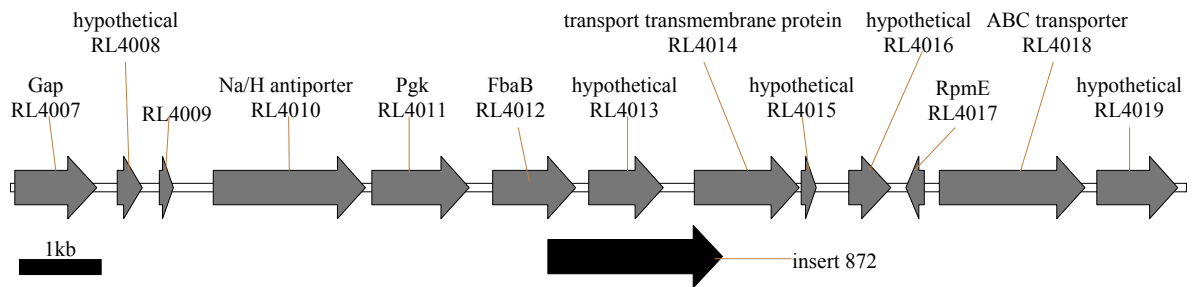 hypothetical
RL4008
transport transmembrane protein
RL4014
hypothetical
RL4016
ABC transporter
RL4018
Gap
RL4007
RL4009
Na/H antiporter
RL4010
Pgk
RL4011
FbaB
RL4012
hypothetical
RL4013
hypothetical
RL4015
RpmE
RL4017
hypothetical
RL4019
1kb
insert 872